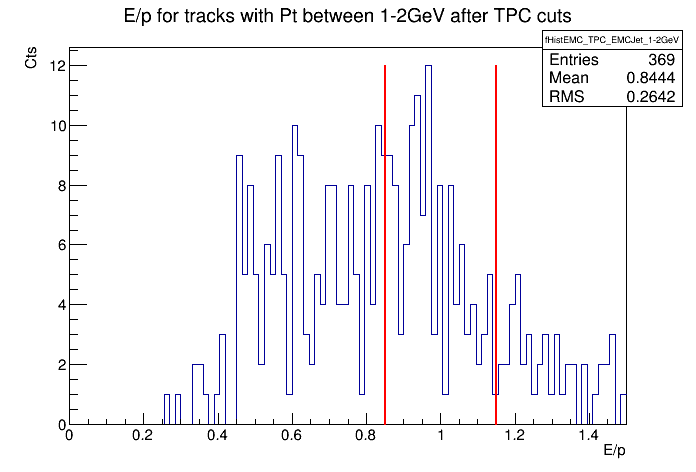 E/p for tracks with Pt between 1-2GeV after TPC cuts
fHistEMC_TPC_EMCJet_1-2GeV
Entries 369
Mean 0.8444
RMS 0.2642
Cts
12
10
8
6
4
2
0
0 0.2 0.4 0.6 0.8 1 1.2 1.4
E/p